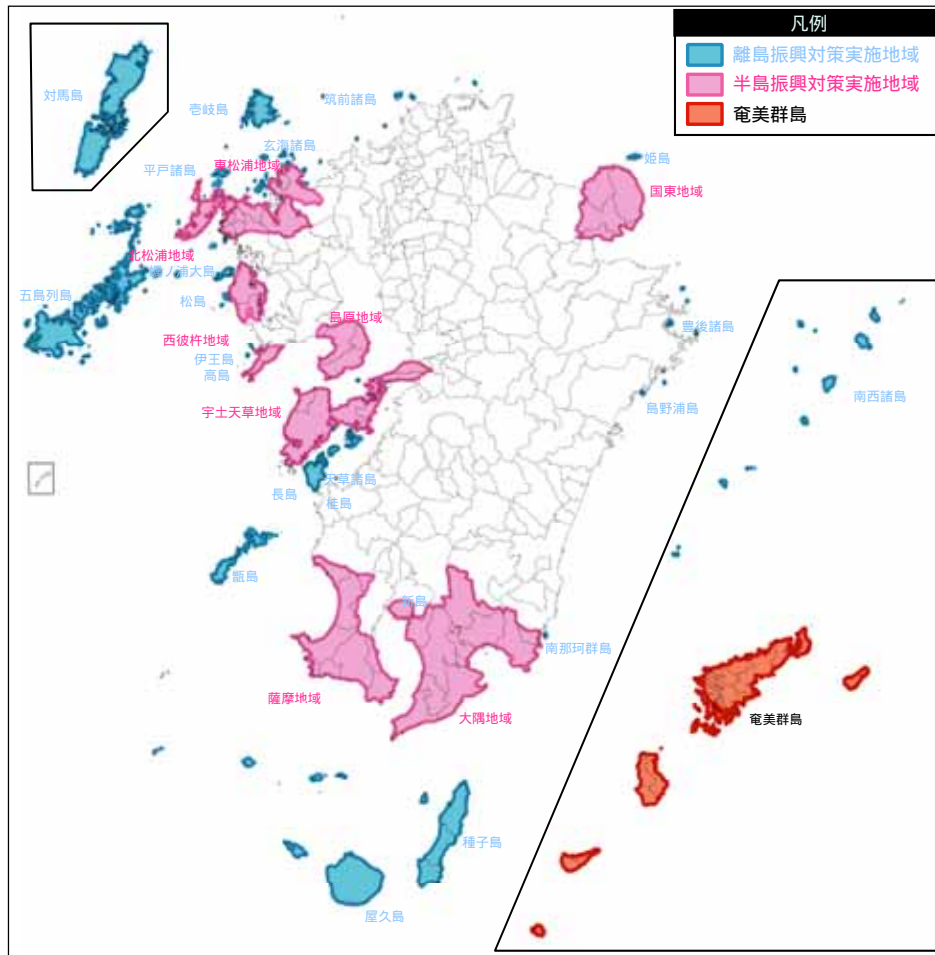 凡例
離島振興対策実施地域
半島振興対策実施地域
奄美群島
対馬島
壱岐島
筑前諸島
玄海諸島
東松浦地域
平戸諸島
姫島
国東地域
北松浦地域
大島
五島列島
松島
島原地域
豊後諸島
西彼杵地域
伊王島
高島
南西諸島
島野浦島
宇土天草地域
天草諸島
長島
桂島
甑島
新島
南那珂群島
薩摩地域
大隅地域
奄美群島
種子島
屋久島